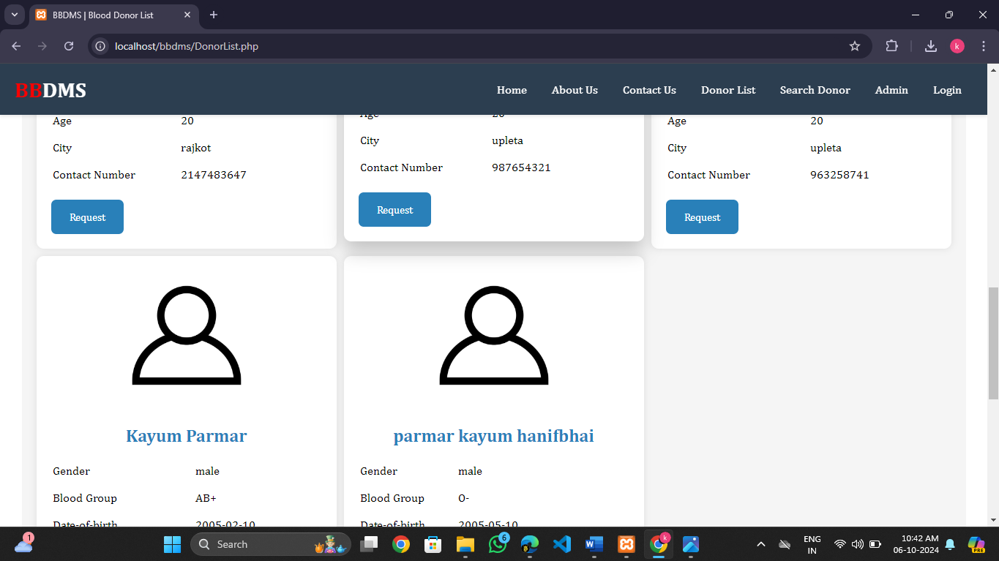 BBDMS | Blood Donor List
localhost/bbdms/DonorList.php
k
BBDMS
Home About Us Contact Us Donor List Search Donor Admin Login
Age 20 Age 20 Age 20
City rajkot City upleta City upleta
Contact Number 2147483647 Contact Number 987654321 Contact Number 963258741
Request Request Request
Kayum Parmar parmar kayum hanifbhai
Gender male Gender male
Blood Group AB+ Blood Group O-
Date-of-birth 2005-02-10 Date-of-birth 2005-05-10
1 Search 6 k ENG 10:42 AM
IN 06-10-2024 PRE